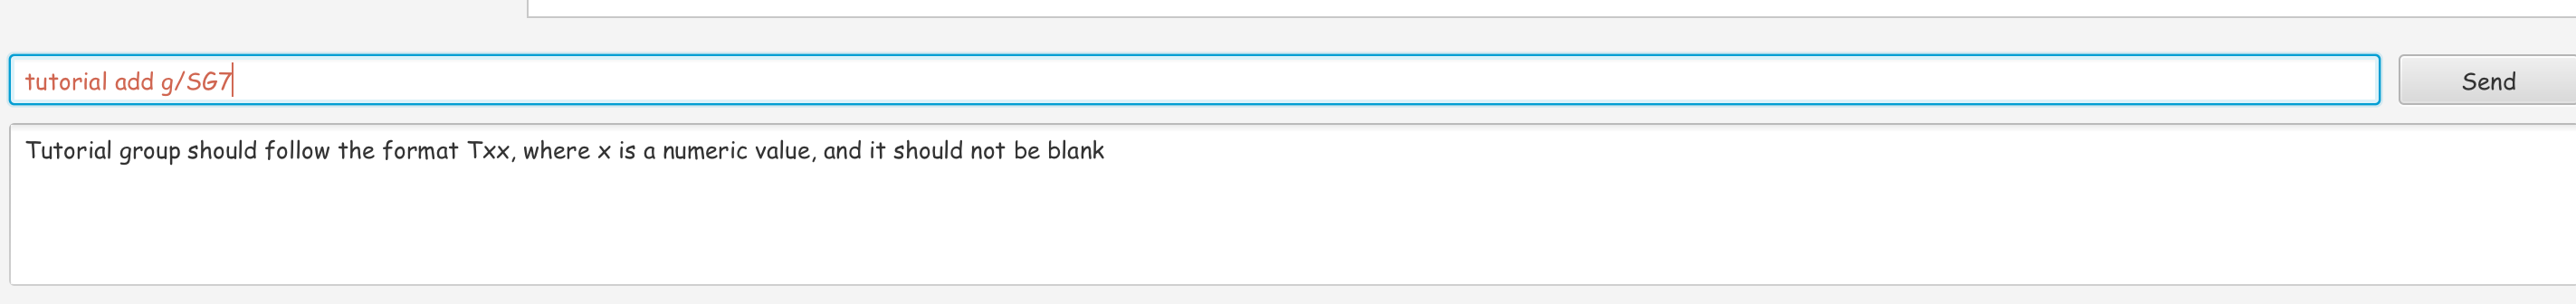 tutorial add g/SG7
Send
Tutorial group should follow the format Txx, where x is a numeric value, and it should not be blank